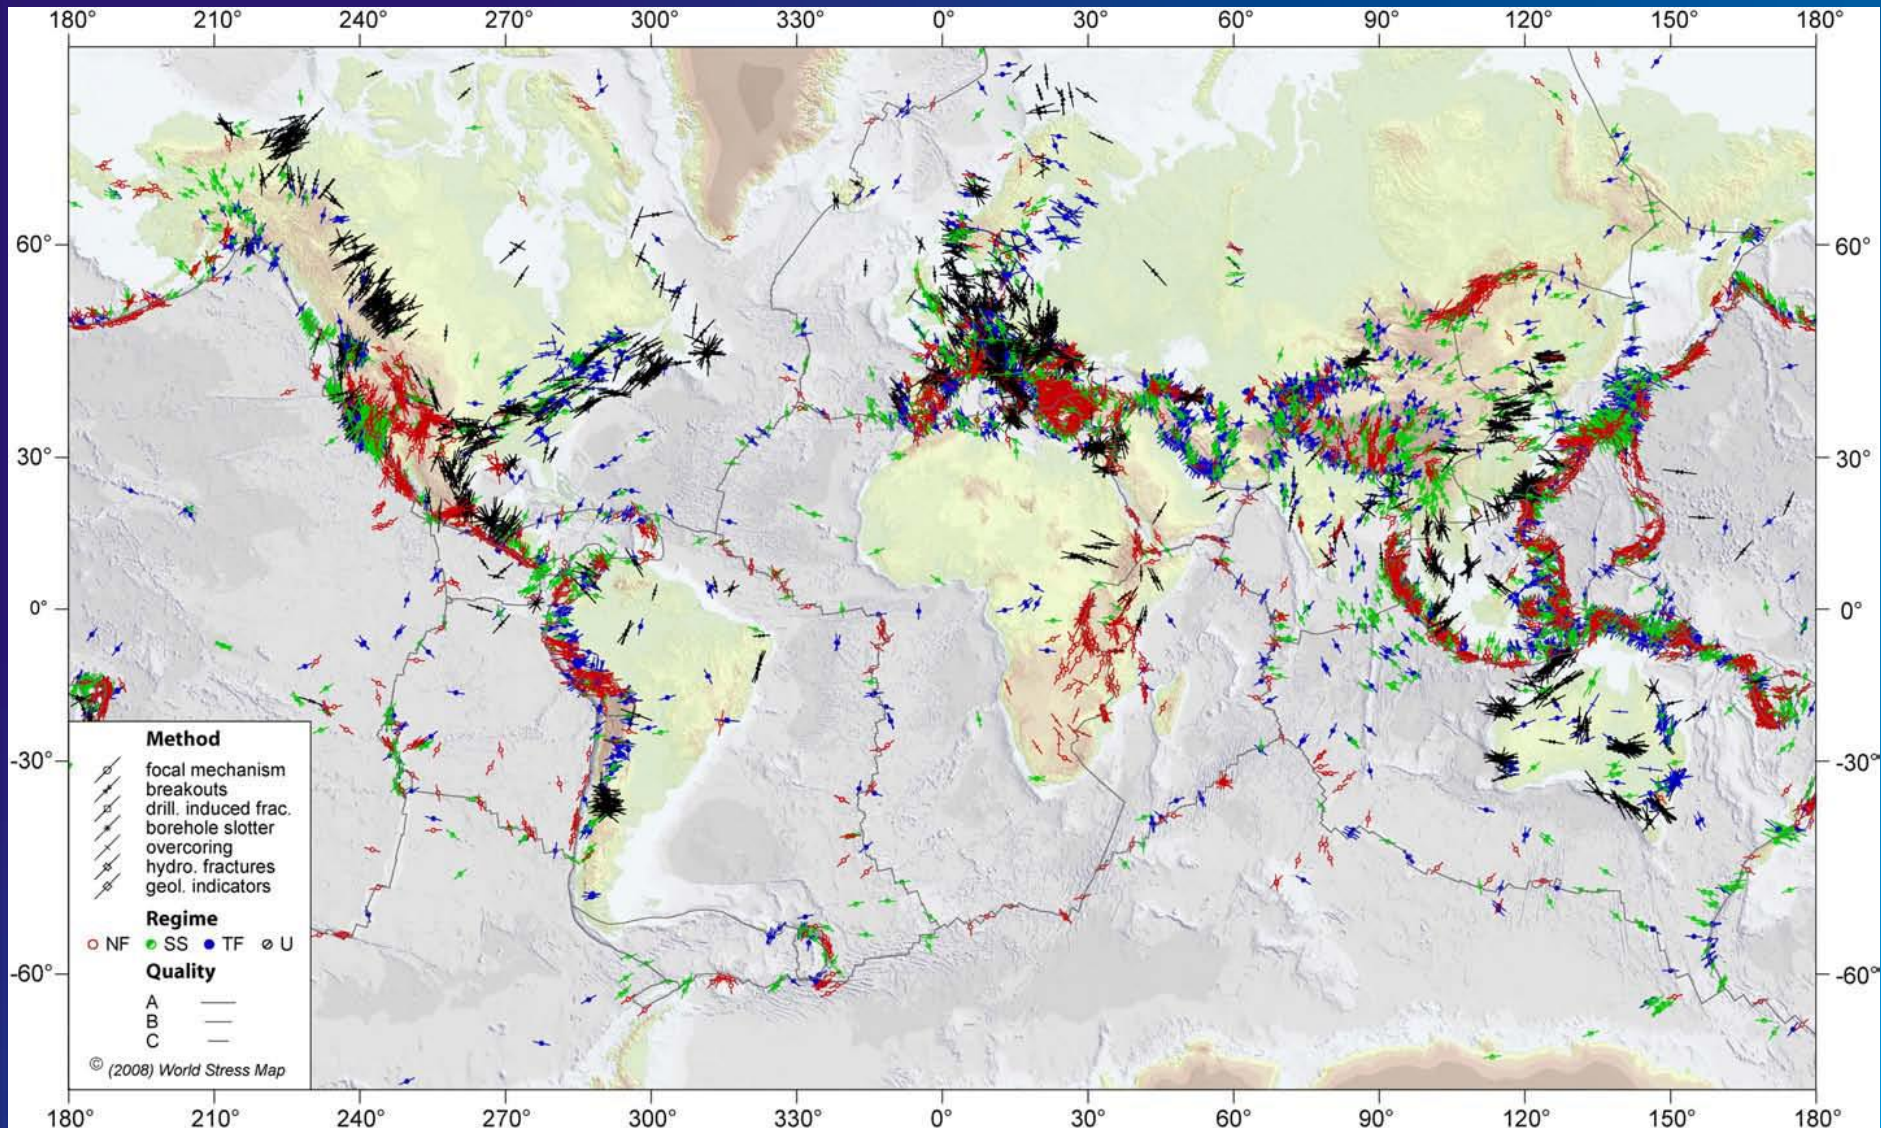 180° 210° 240° 270° 300° 330° 0° 30° 60° 90° 120° 150° 180°
60° 60°
30° 30°
0° 0°
-30° -30°
-60° -60°
Method
focal mechanism
breakouts
drill. induced frac.
borehole slotter
overcoring
hydro. fractures
geol. indicators
Regime
NF SS TF U
Quality
A
B
C
© (2008) World Stress Map
180° 210° 240° 270° 300° 330° 0° 30° 60° 90° 120° 150° 180°